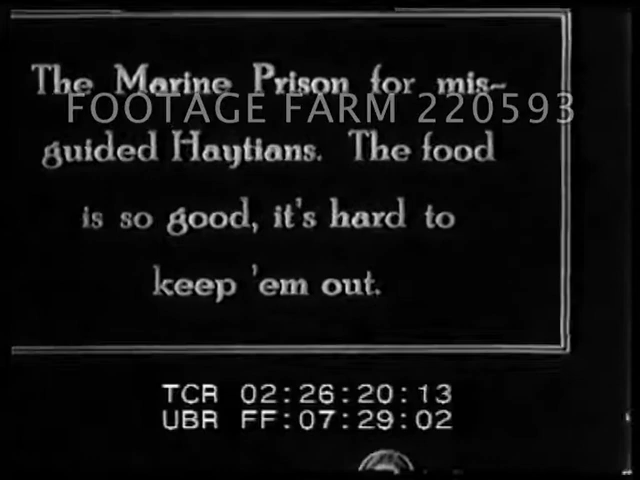 The Marine Prison for mis-
FOOTAGE FARM 220593
guided Haytians. The food
is so good, it's hard to
keep 'em out.
TCR 02:26:20:13
UBR FF:07:29:02